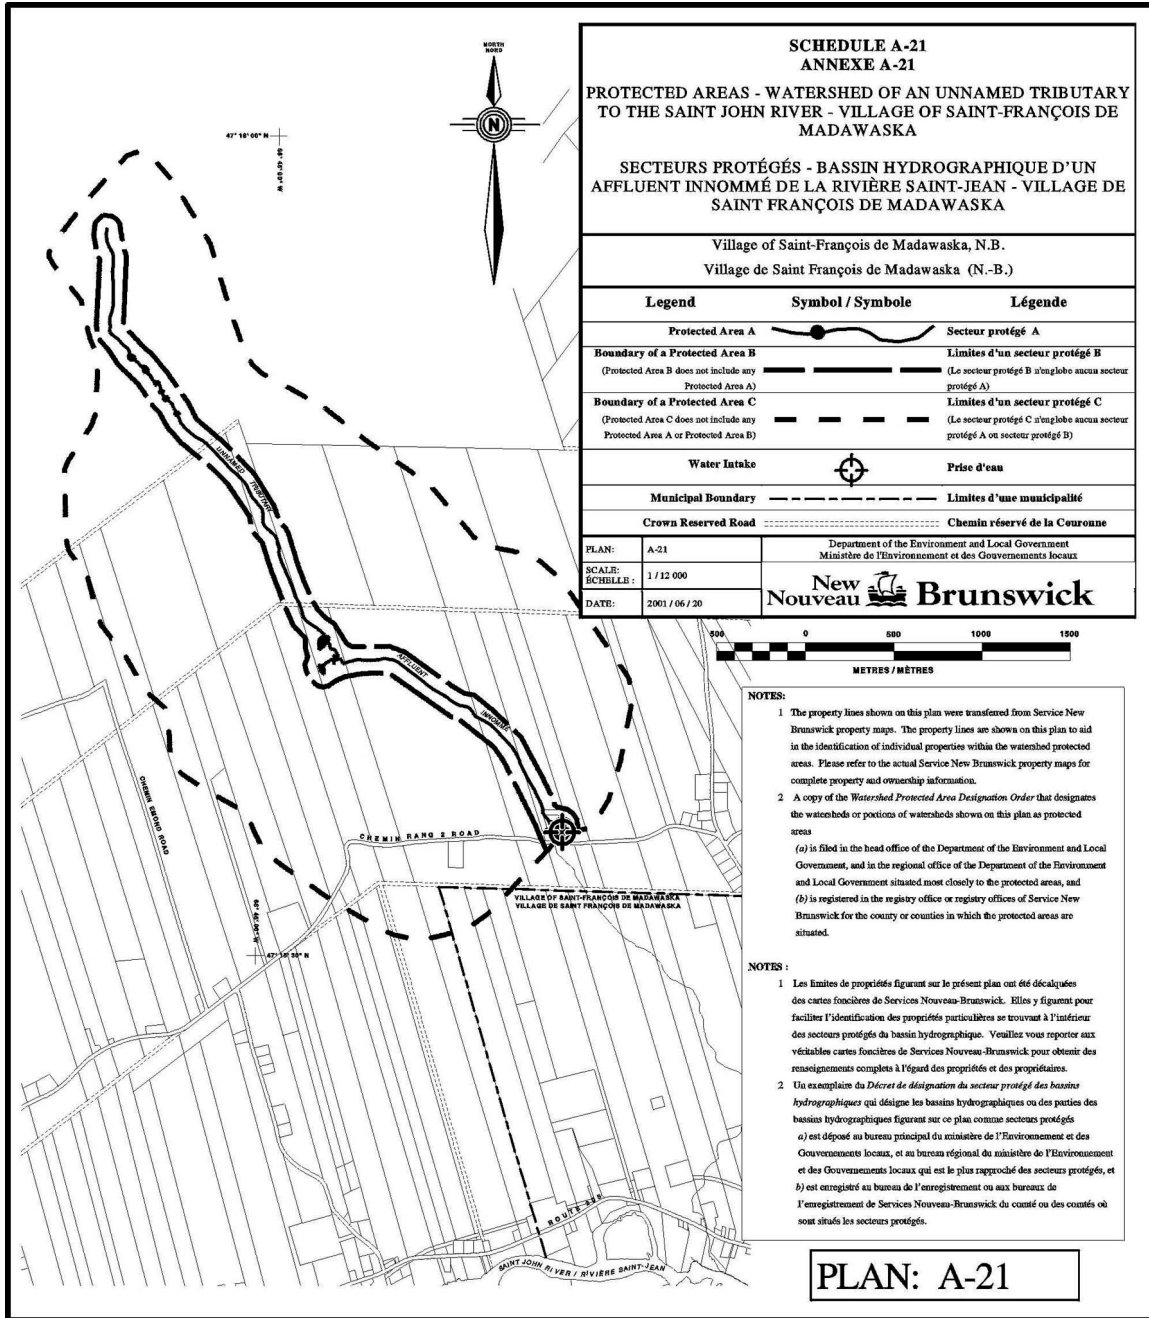 SCHEDULE A-21
ANNEXE A-21
PROTECTED AREAS - WATERSHED OF AN UNNAMED TRIBUTARY
TO THE SAINT JOHN RIVER - VILLAGE OF SAINT-FRANÇOIS DE
MADAWASKA
SECTEURS PROTÉGÉS - BASSIN HYDROGRAPHIQUE D'UN
AFFLUENT INNOMMÉ DE LA RIVIÈRE SAINT-JEAN - VILLAGE DE
SAINT FRANÇOIS DE MADAWASKA
Village of Saint-François de Madawaska, N.B.
Village de Saint François de Madawaska (N.-B.)
Legend Symbol / Symbole Légende
Protected Area A Secteur protégé A
Boundary of a Protected Area B Limites d'un secteur protégé B
(Protected Area B does not include any (Le secteur protégé B n'englobe aucun secteur
Protected Area A) protégé A)
Boundary of a Protected Area C Limites d'un secteur protégé C
(Protected Area C does not include any (Le secteur protégé C n'englobe aucun secteur
Protected Area A or Protected Area B) protégé A ou secteur protégé B)
Water Intake Prise d'eau
Municipal Boundary Limites d'une municipalité
Crown Reserved Road Chemin réservé de la Couronne
PLAN: A-21
SCALE:
ÉCHELLE : 1 / 12 000
DATE: 2001 / 06 / 20
Department of the Environment and Local Government
Ministère de l'Environnement et des Gouvernements locaux
New
Nouveau Brunswick
500 0 500 1000 1500
METRES / MÈTRES
NORTH
NORD
N
47° 18' 00" N
UNNAMED TRIBUTARY
AFFLUENT INNOMMÉ
CHEMIN EMOND ROAD
CHEMIN RANG 2 ROAD
VILLAGE OF SAINT-FRANÇOIS DE MADAWASKA
VILLAGE DE SAINT FRANÇOIS DE MADAWASKA
ROUTE
SAINT JOHN RIVER / RIVIÈRE SAINT-JEAN
NOTES:
1 The property lines shown on this plan were transferred from Service New
Brunswick property maps. The property lines are shown on this plan to aid
in the identification of individual properties within the watershed protected
areas. Please refer to the actual Service New Brunswick property maps for
complete property and ownership information.
2 A copy of the Watershed Protected Area Designation Order that designates
the watersheds or portions of watersheds shown on this plan as protected
areas
(a) is filed in the head office of the Department of the Environment and Local
Government, and in the regional office of the Department of the Environment
and Local Government situated most closely to the protected areas, and
(b) is registered in the registry office or registry offices of Service New
Brunswick for the county or counties in which the protected areas are
situated.
NOTES :
1 Les limites de propriétés figurant sur le présent plan ont été décalquées
des cartes foncières de Services Nouveau-Brunswick. Elles y figurent pour
faciliter l'identification des propriétés particulières se trouvant à l'intérieur
des secteurs protégés du bassin hydrographique. Veuillez vous reporter aux
véritables cartes foncières de Services Nouveau-Brunswick pour obtenir des
renseignements complets à l'égard des propriétés et des propriétaires.
2 Un exemplaire du Décret de désignation du secteur protégé des bassins
hydrographiques qui désigne les bassins hydrographiques ou des parties des
bassins hydrographiques figurant sur ce plan comme secteurs protégés
a) est déposé au bureau principal du ministère de l'Environnement et des
Gouvernements locaux, et au bureau régional du ministère de l'Environnement
et des Gouvernements locaux qui est le plus rapproché des secteurs protégés, et
b) est enregistré au bureau de l'enregistrement ou aux bureaux de
l'enregistrement de Services Nouveau-Brunswick du comté ou des comtés où
sont situés les secteurs protégés.
PLAN: A-21